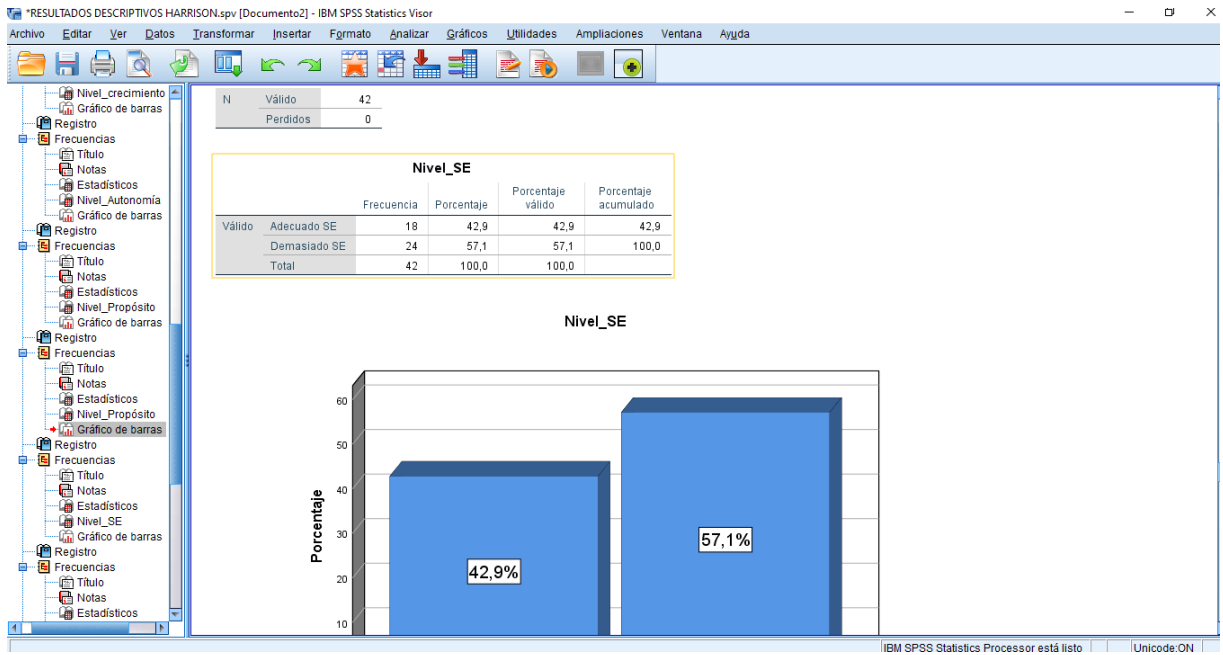 *RESULTADOS DESCRIPTIVOS HARRISON.spv [Documento2] - IBM SPSS Statistics Visor
Archivo Editar Ver Datos Transformar Insertar Formato Analizar Gráficos Utilidades Ampliaciones Ventana Ayuda
Nivel_crecimiento
Gráfico de barras
Registro
Frecuencias
Título
Notas
Estadísticos
Nivel_Autonomía
Gráfico de barras
Registro
Frecuencias
Título
Notas
Estadísticos
Nivel_Propósito
Gráfico de barras
Registro
Frecuencias
Título
Notas
Estadísticos
Nivel_Propósito
Gráfico de barras
Registro
Frecuencias
Título
Notas
Estadísticos
Nivel_SE
Gráfico de barras
Registro
Frecuencias
Título
Notas
Estadísticos
N Válido 42
Perdidos 0
Nivel_SE
Frecuencia Porcentaje Porcentaje válido Porcentaje acumulado
Válido Adecuado SE 18 42,9 42,9 42,9
Demasiado SE 24 57,1 57,1 100,0
Total 42 100,0 100,0
Nivel_SE
Porcentaje
60
50
40
30
20
10
42,9%
57,1%
IBM SPSS Statistics Processor está listo Unicode:ON